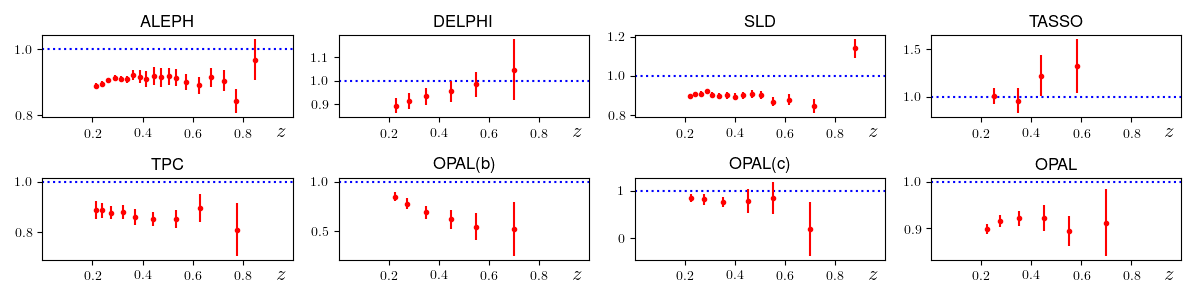 ALEPH DELPHI SLD TASSO
1.0 0.8 0.2 0.4 0.6 0.8 z
1.1 1.0 0.9 0.2 0.4 0.6 0.8 z
1.2 1.0 0.8 0.2 0.4 0.6 0.8 z
1.5 1.0 0.2 0.4 0.6 0.8 z
TPC OPAL(b) OPAL(c) OPAL
1.0 0.8 0.2 0.4 0.6 0.8 z
1.0 0.5 0.2 0.4 0.6 0.8 z
1 0 0.2 0.4 0.6 0.8 z
1.0 0.9 0.2 0.4 0.6 0.8 z